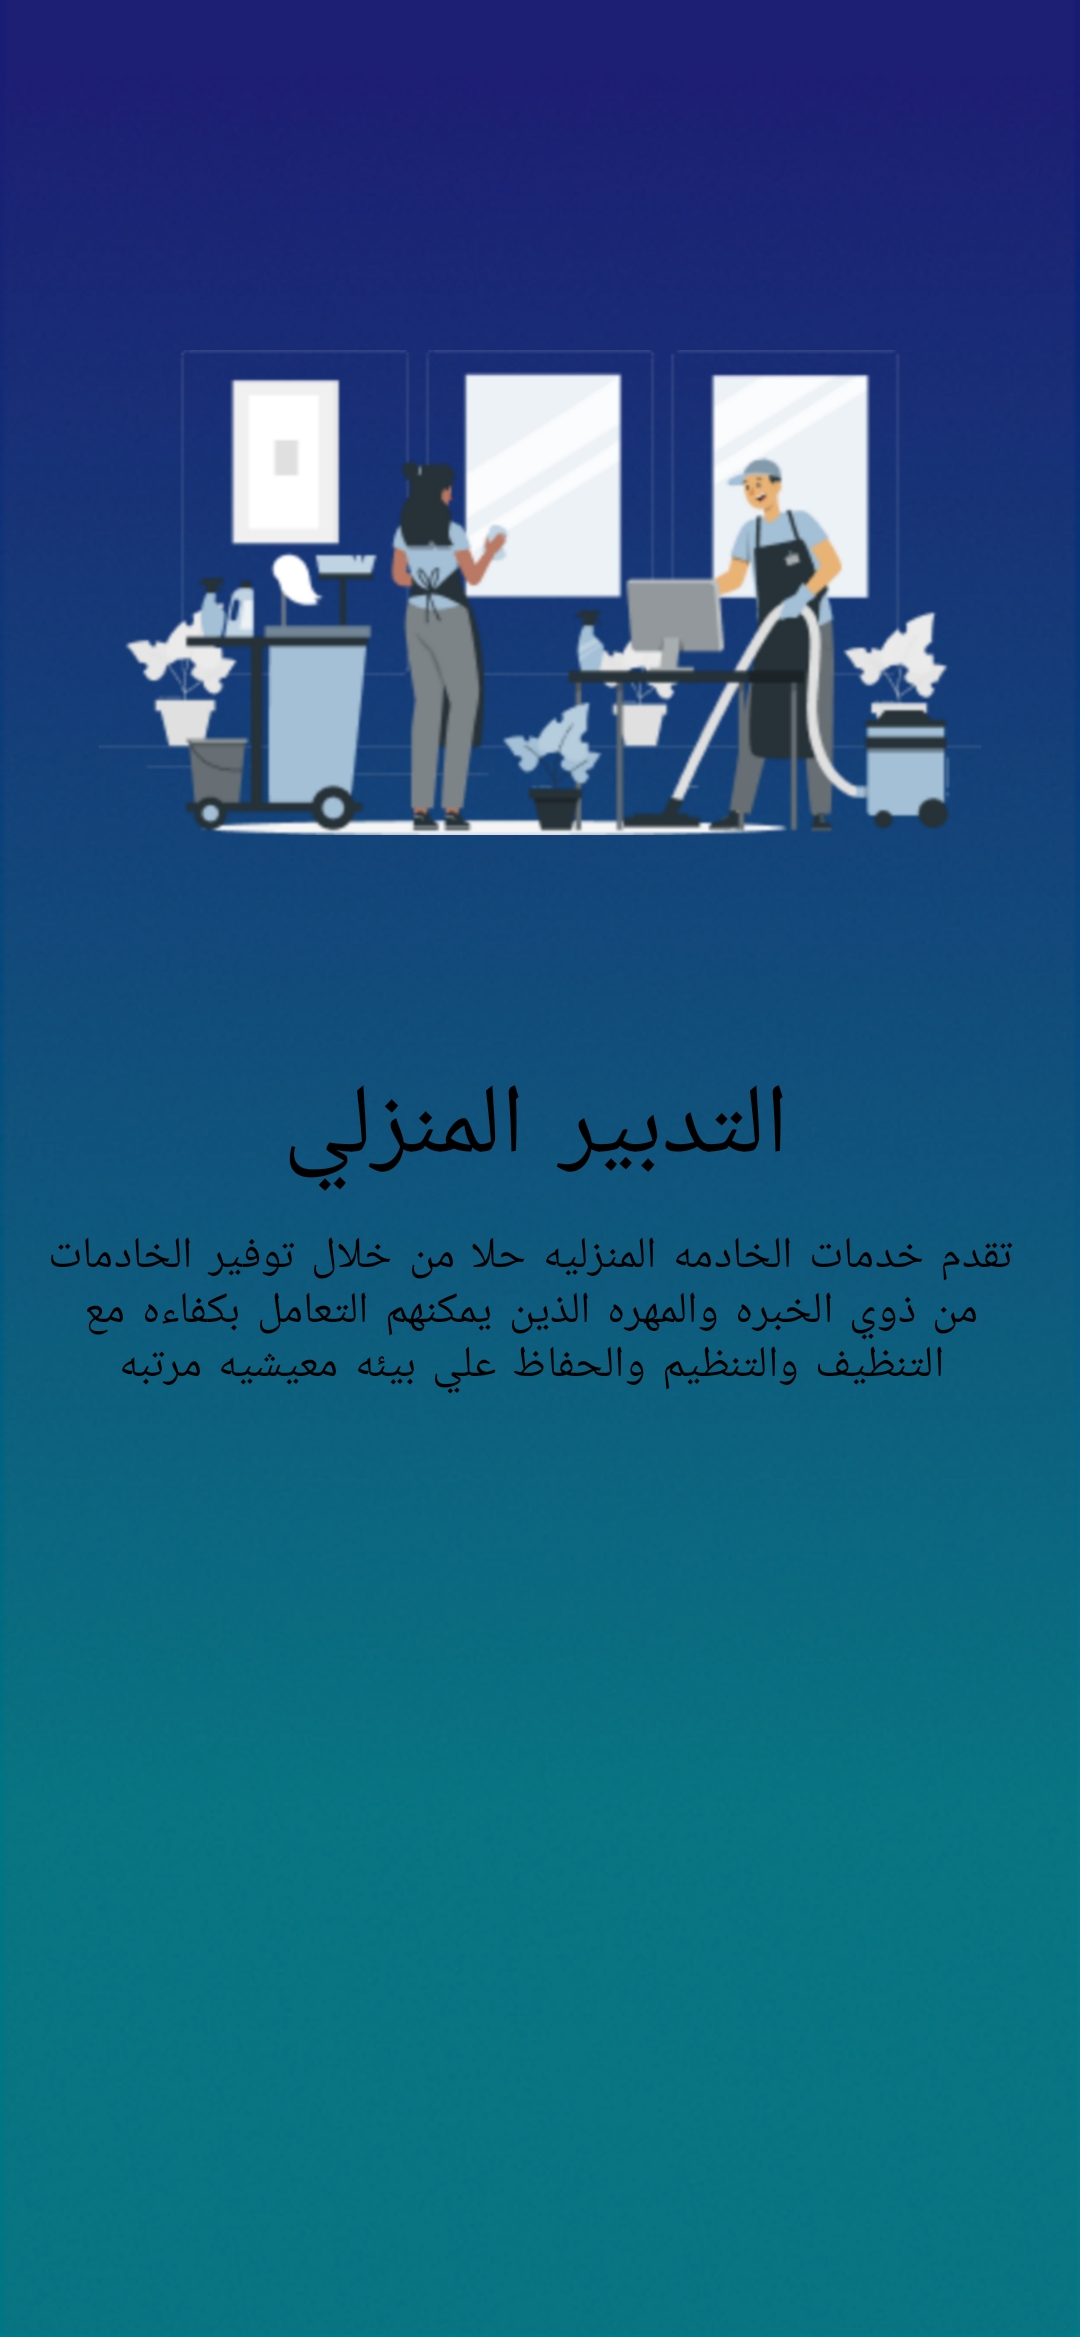 التدبير المنزلي
تقدم خدمات الخادمه المنزليه حلا من خلال توفير الخادمات
من ذوي الخبره والمهره الذين يمكنهم التعامل بكفاءه مع
التنظيف والتنظيم والحفاظ علي بيئه معيشيه مرتبه